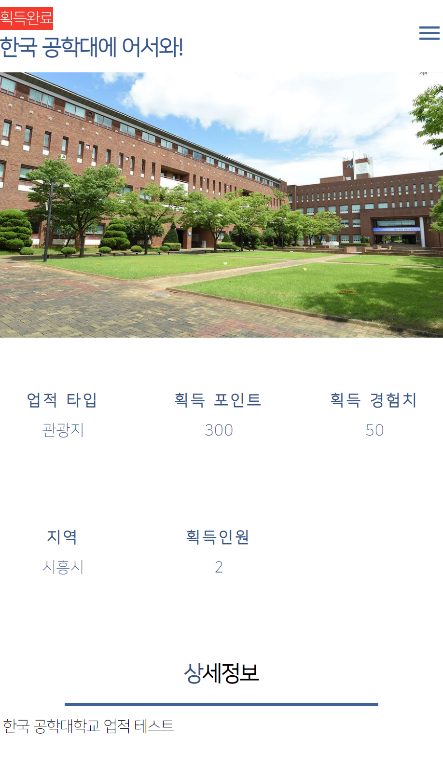 획득완료
한국 공학대에 어서와!
업적 타입
획득 포인트
획득 경험치
관광지
300
50
지역
획득인원
시흥시
2
상세정보
한국 공학대학교 업적 테스트